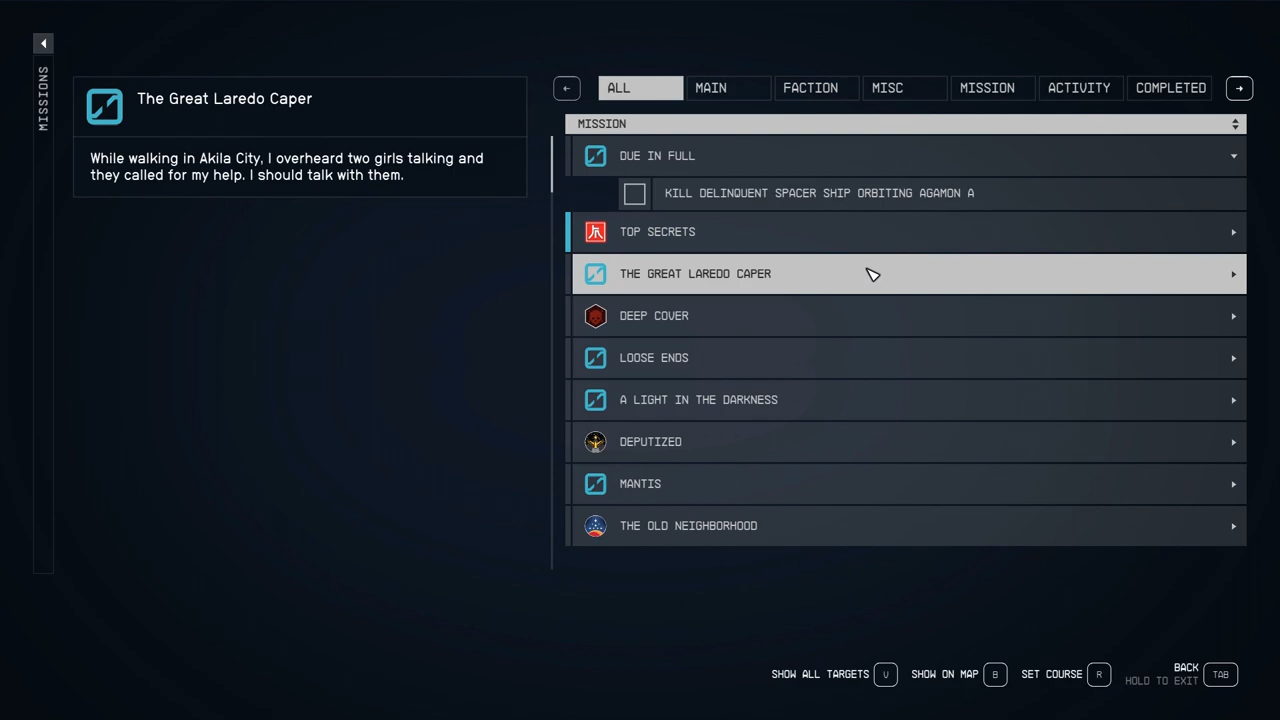 MISSIONS
The Great Laredo Caper
While walking in Akila City, I overheard two girls talking and
they called for my help. I should talk with them.
ALL
MAIN
FACTION
MISC
MISSION
ACTIVITY
COMPLETED
MISSION
DUE IN FULL
KILL DELINQUENT SPACER SHIP ORBITING AGAMON A
TOP SECRETS
THE GREAT LAREDO CAPER
DEEP COVER
LOOSE ENDS
A LIGHT IN THE DARKNESS
DEPUTIZED
MANTIS
THE OLD NEIGHBORHOOD
SHOW ALL TARGETS V
SHOW ON MAP B
SET COURSE R
BACK
HOLD TO EXIT
TAB